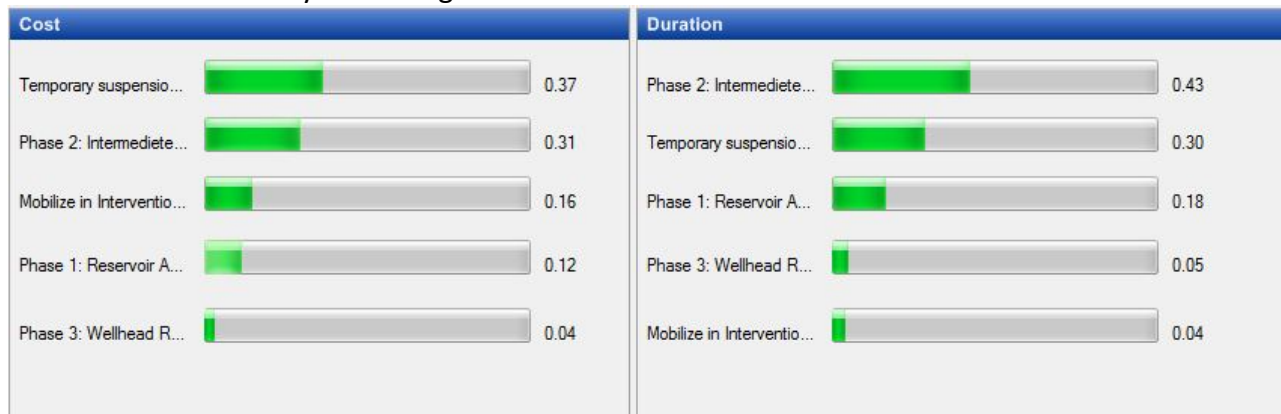 Cost
Temporary suspensio... 0.37
Phase 2: Intermediete... 0.31
Mobilize in Interventio... 0.16
Phase 1: Reservoir A... 0.12
Phase 3: Wellhead R... 0.04
Duration
Phase 2: Intermediete... 0.43
Temporary suspensio... 0.30
Phase 1: Reservoir A... 0.18
Phase 3: Wellhead R... 0.05
Mobilize in Interventio... 0.04